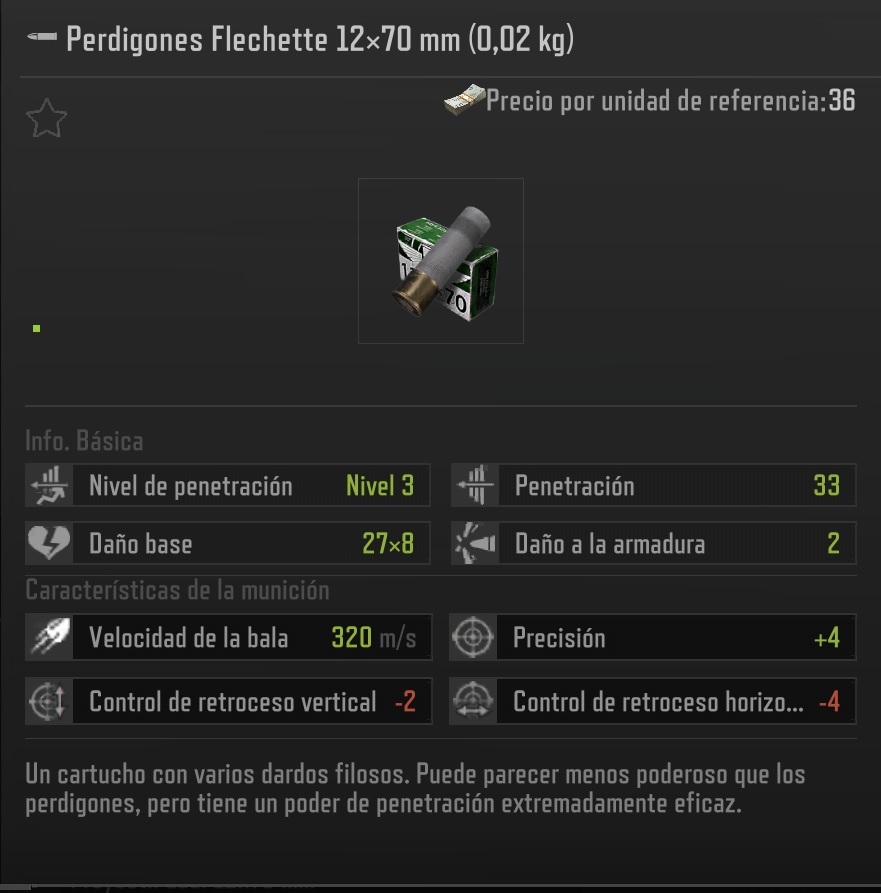 Perdigones Flechette 12×70 mm (0,02 kg)
Precio por unidad de referencia:36
70
Info. Básica
Nivel de penetración Nivel 3
Penetración 33
Daño base 27×8
Daño a la armadura 2
Características de la munición
Velocidad de la bala 320 m/s
Precisión +4
Control de retroceso vertical -2
Control de retroceso horizo... -4
Un cartucho con varios dardos filosos. Puede parecer menos poderoso que los
perdigones, pero tiene un poder de penetración extremadamente eficaz.